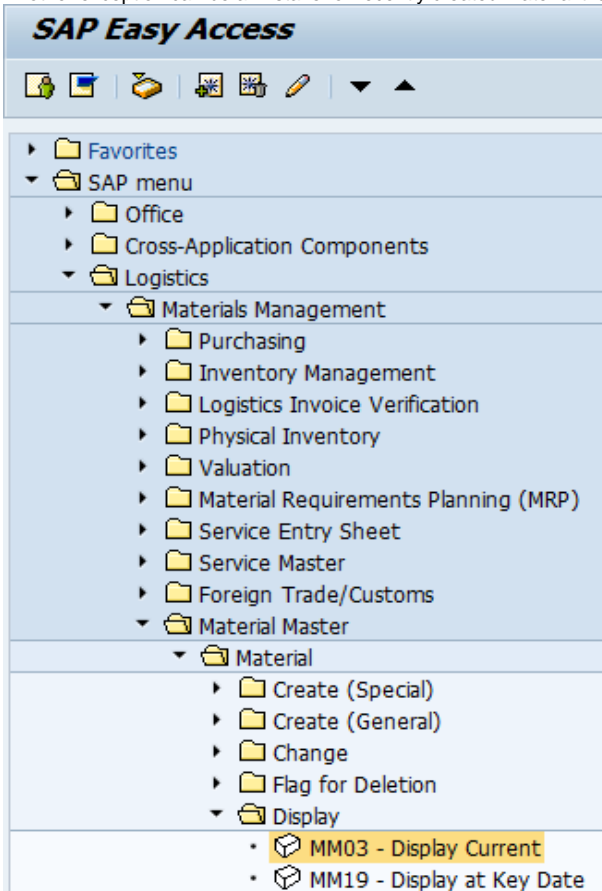 SAP Easy Access
Favorites
SAP menu
Office
Cross-Application Components
Logistics
Materials Management
Purchasing
Inventory Management
Logistics Invoice Verification
Physical Inventory
Valuation
Material Requirements Planning (MRP)
Service Entry Sheet
Service Master
Foreign Trade/Customs
Material Master
Material
Create (Special)
Create (General)
Change
Flag for Deletion
Display
MM03 - Display Current
MM19 - Display at Key Date